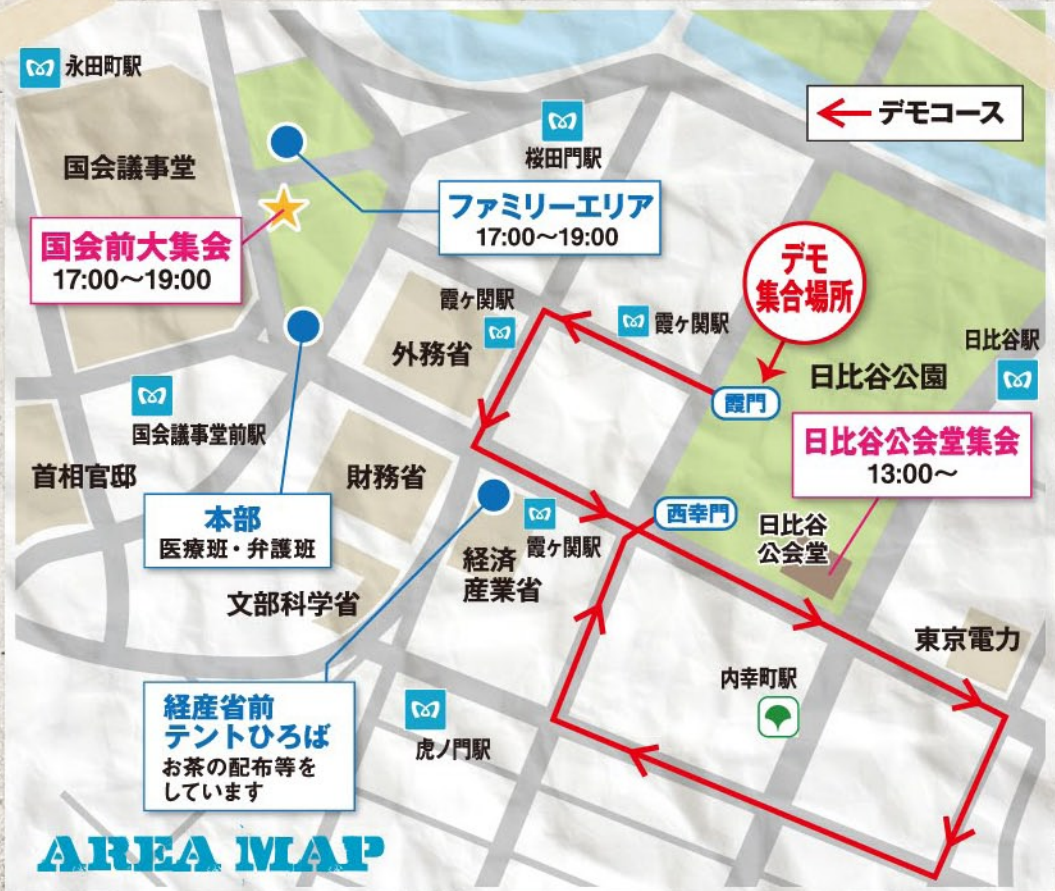 永田町駅
デモコース
桜田門駅
国会議事堂
ファミリーエリア
17:00〜19:00
国会前大集会
17:00〜19:00
デモ
集合場所
霞ヶ関駅
霞ヶ関駅
日比谷駅
外務省
日比谷公園
霞門
国会議事堂前駅
日比谷公会堂集会
13:00〜
首相官邸
財務省
本部
医療班・弁護班
西幸門
日比谷
公会堂
霞ヶ関駅
経済
産業省
文部科学省
東京電力
内幸町駅
経産省前
テントひろば
お茶の配布等を
しています
虎ノ門駅
AREA MAP